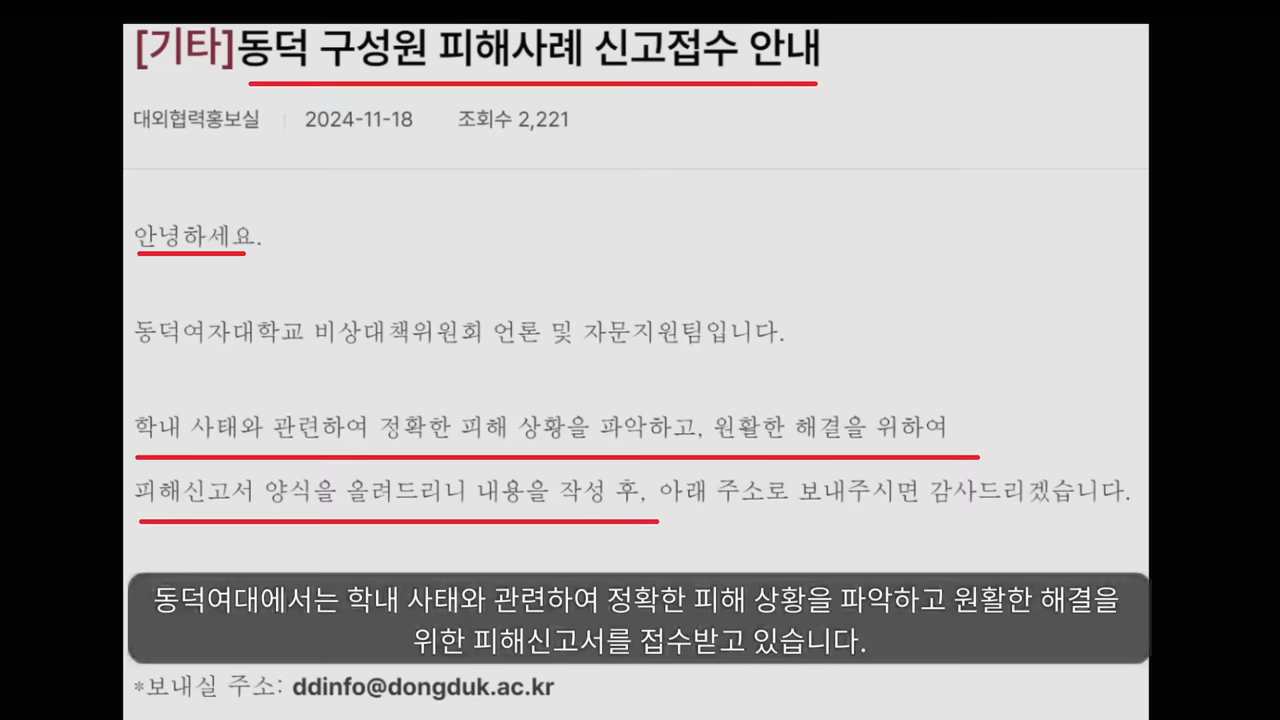 [기타]동덕 구성원 피해사례 신고접수 안내
대외협력홍보실 2024-11-18 조회수 2,221
안녕하세요.
동덕여자대학교 비상대책위원회 언론 및 자문지원팀입니다.
학내 사태와 관련하여 정확한 피해 상황을 파악하고, 원활한 해결을 위하여
피해신고서 양식을 올려드리니 내용을 작성 후, 아래 주소로 보내주시면 감사드리겠습니다.
동덕여대에서는 학내 사태와 관련하여 정확한 피해 상황을 파악하고 원활한 해결을
위한 피해신고서를 접수받고 있습니다.
*보내실 주소: ddinfo@dongduk.ac.kr